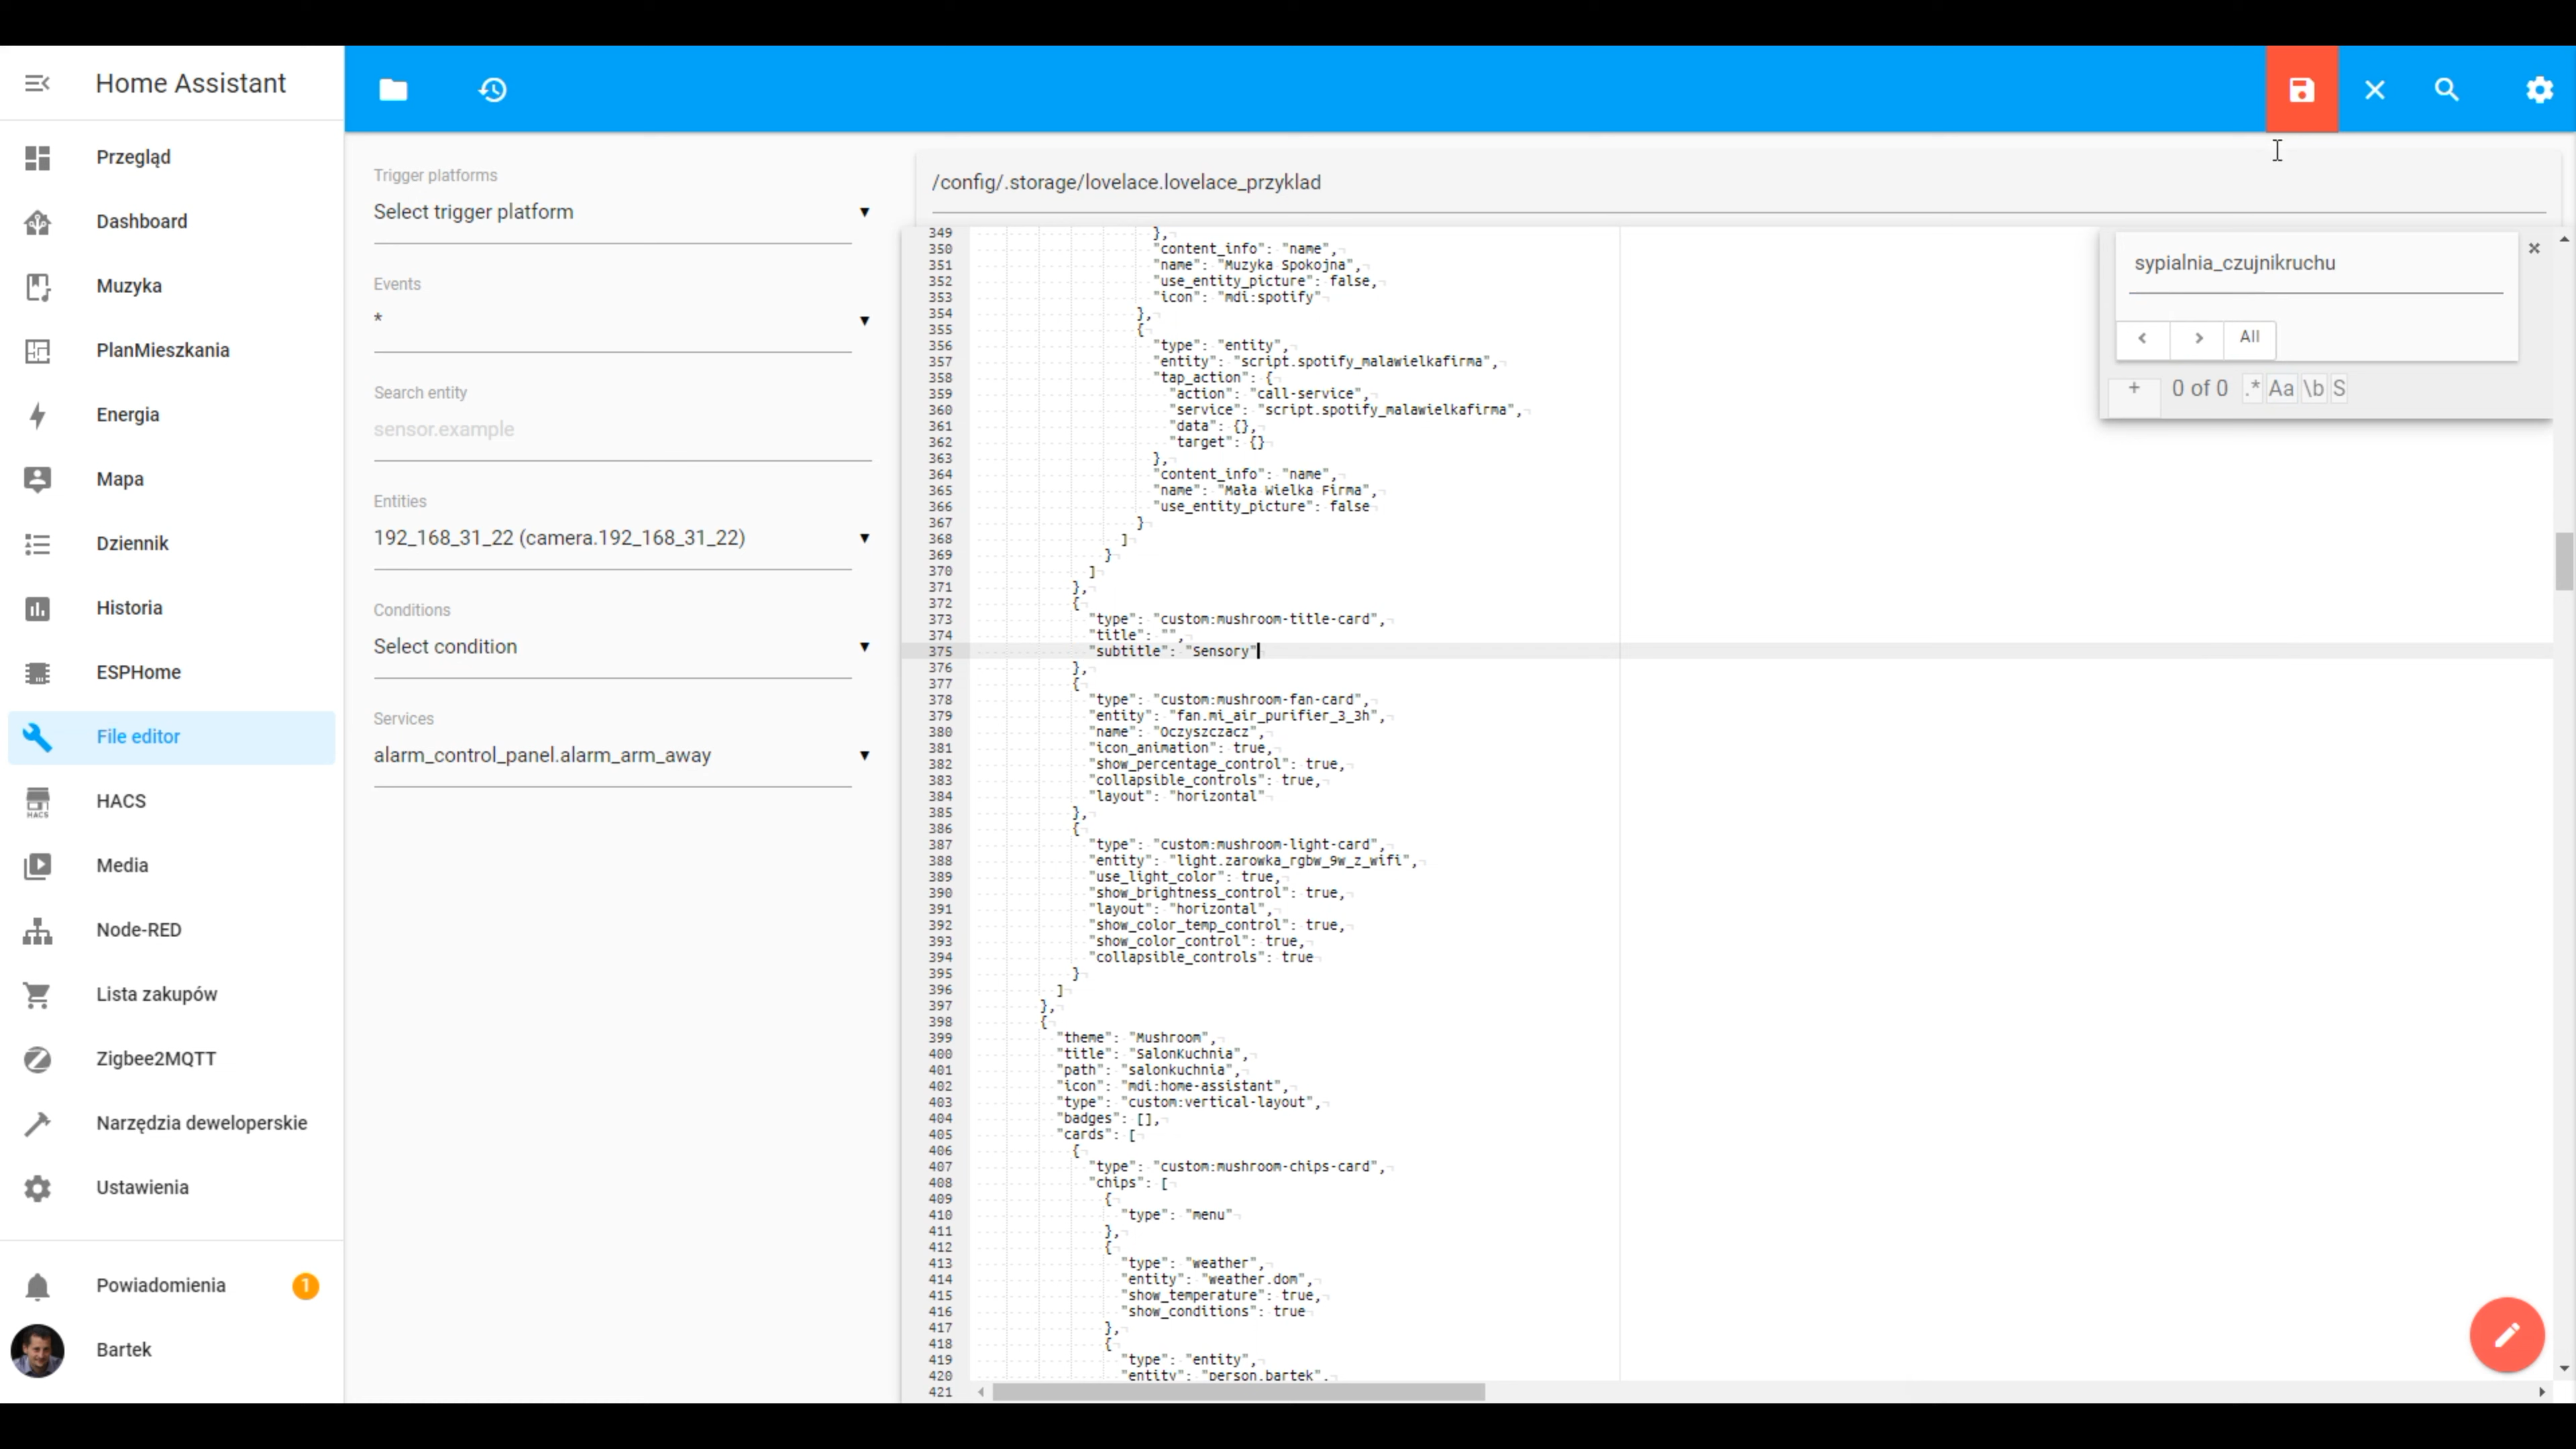 Home Assistant
Przegląd
Dashboard
Muzyka
PlanMieszkania
Energia
Mapa
Dziennik
Historia
ESPHome
File editor
HACS
HACS
Media
Node-RED
Lista zakupów
Zigbee2MQTT
Narzędzia deweloperskie
Ustawienia
Powiadomienia 1
Bartek
Trigger platforms
Select trigger platform
Events
*
Search entity
sensor.example
Entities
192_168_31_22 (camera.192_168_31_22)
Conditions
Select condition
Services
alarm_control_panel.alarm_arm_away
/config/.storage/lovelace.lovelace_przyklad
sypialnia_czujnikruchu
All
+ 0 of 0 .* Aa \b S
349 },
350 "content_info": "name",
351 "name": "Muzyka Spokojna",
352 "use_entity_picture": false,
353 "icon": "mdi:spotify"
354 },
355 {
356 "type": "entity",
357 "entity": "script.spotify_malawielkafirma",
358 "tap_action": {
359 "action": "call-service",
360 "service": "script.spotify_malawielkafirma",
361 "data": {},
362 "target": {}
363 },
364 "content_info": "name",
365 "name": "Mała Wielka Firma",
366 "use_entity_picture": false
367 }
368 ]
369 }
370 ]
371 },
372 {
373 "type": "custom:mushroom-title-card",
374 "title": "",
375 "subtitle": "Sensory"
376 },
377 {
378 "type": "custom:mushroom-fan-card",
379 "entity": "fan.mi_air_purifier_3_3h",
380 "name": "Oczyszczacz",
381 "icon_animation": true,
382 "show_percentage_control": true,
383 "collapsible_controls": true,
384 "layout": "horizontal"
385 },
386 {
387 "type": "custom:mushroom-light-card",
388 "entity": "light.zarowka_rgbw_9w_z_wifi",
389 "use_light_color": true,
390 "show_brightness_control": true,
391 "layout": "horizontal",
392 "show_color_temp_control": true,
393 "show_color_control": true,
394 "collapsible_controls": true
395 }
396 ]
397 },
398 {
399 "theme": "Mushroom",
400 "title": "SalonKuchnia",
401 "path": "salonkuchnia",
402 "icon": "mdi:home-assistant",
403 "type": "custom:vertical-layout",
404 "badges": [],
405 "cards": [
406 {
407 "type": "custom:mushroom-chips-card",
408 "chips": [
409 {
410 "type": "menu"
411 },
412 {
413 "type": "weather",
414 "entity": "weather.dom",
415 "show_temperature": true,
416 "show_conditions": true
417 },
418 {
419 "type": "entity",
420 "entity": "person.bartek",
421